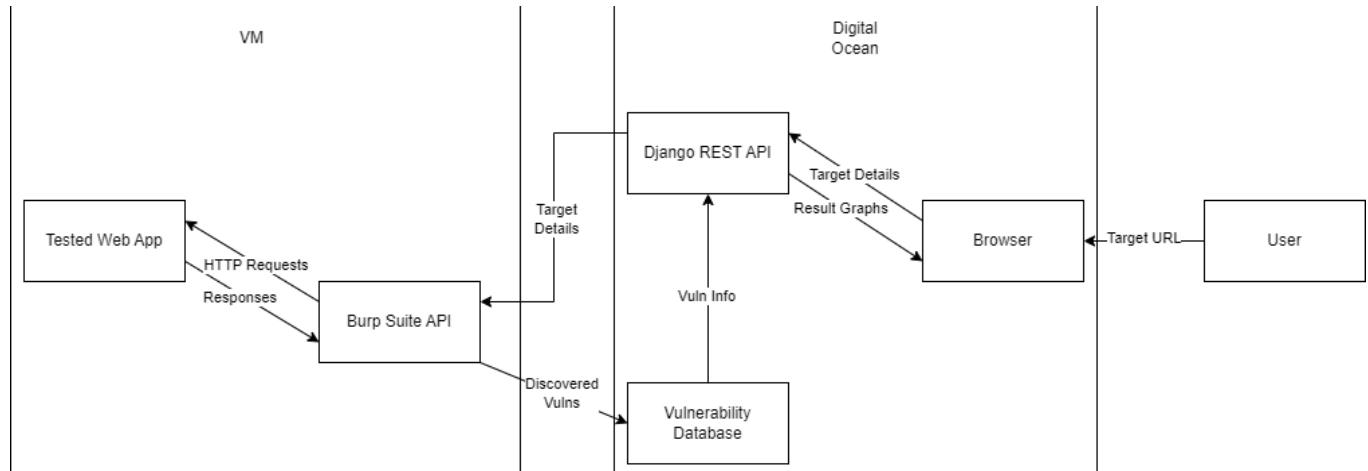 VM
Digital
Ocean
Django REST API
Target Details
Result Graphs
Target
Details
Tested Web App
HTTP Requests
Responses
Burp Suite API
Browser
Target URL
User
Vuln Info
Discovered
Vulns
Vulnerability
Database